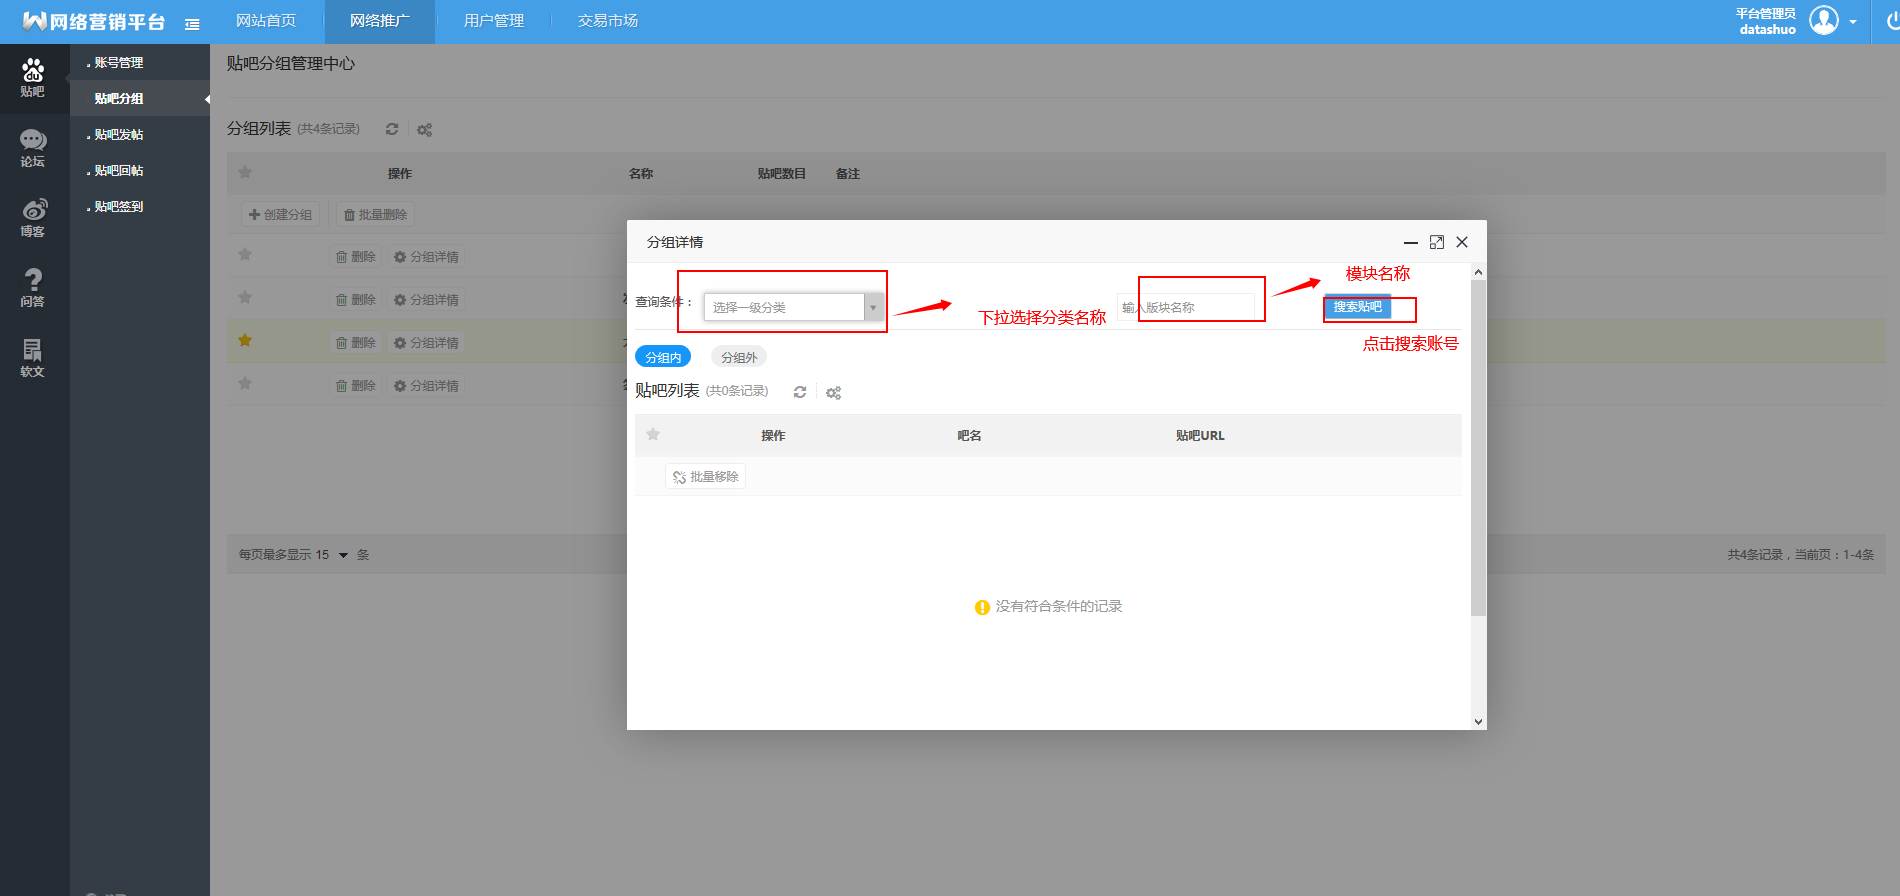 网络营销平台
网站首页
网络推广
用户管理
交易市场
平台管理员
datashuo
du
贴吧
论坛
博客
问答
软文
账号管理
贴吧分组
贴吧发帖
贴吧回帖
贴吧签到
贴吧分组管理中心
分组列表 (共4条记录)
操作 名称 贴吧数目 备注
创建分组 批量删除
删除 分组详情
删除 分组详情
删除 分组详情
删除 分组详情
每页最多显示 15 条
共4条记录，当前页：1-4条
分组详情
模块名称
查询条件： 选择一级分类 输入版块名称 搜索贴吧
下拉选择分类名称
点击搜索账号
分组内 分组外
贴吧列表 (共0条记录)
操作 吧名 贴吧URL
批量移除
没有符合条件的记录